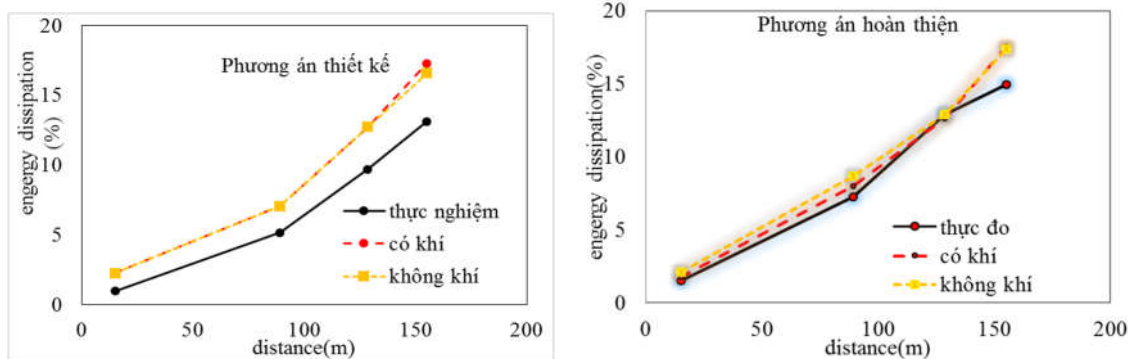 Phương án thiết kế
engergy dissipation
(%)
20
15
10
5
0
thực nghiệm
có khí
không khí
0 50 100 150 200
distance(m)
Phương án hoàn thiện
engergy dissipation(%)
20
15
10
5
0
thực đo
có khí
không khí
0 50 100 150 200
distance(m)